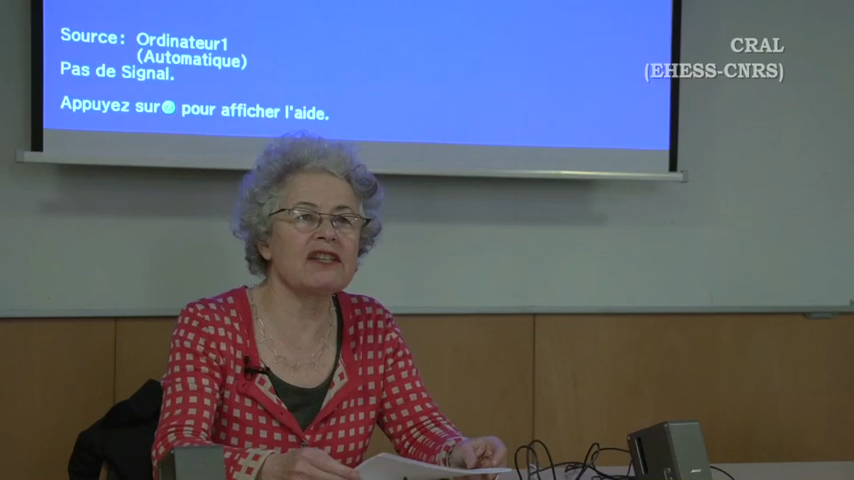 Source: Ordinateur1
(Automatique)
Pas de Signal.
Appuyez sur pour afficher l'aide.
CRAL
(EHESS-CNRS)